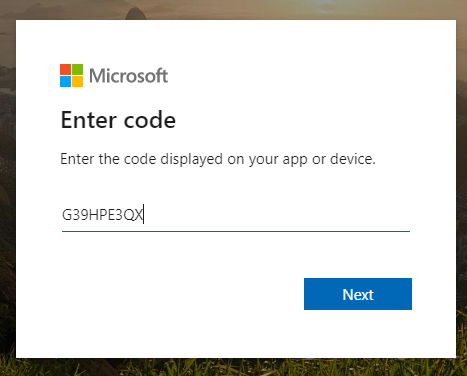 Microsoft
Enter code
Enter the code displayed on your app or device.
G39HPE3QX
Next